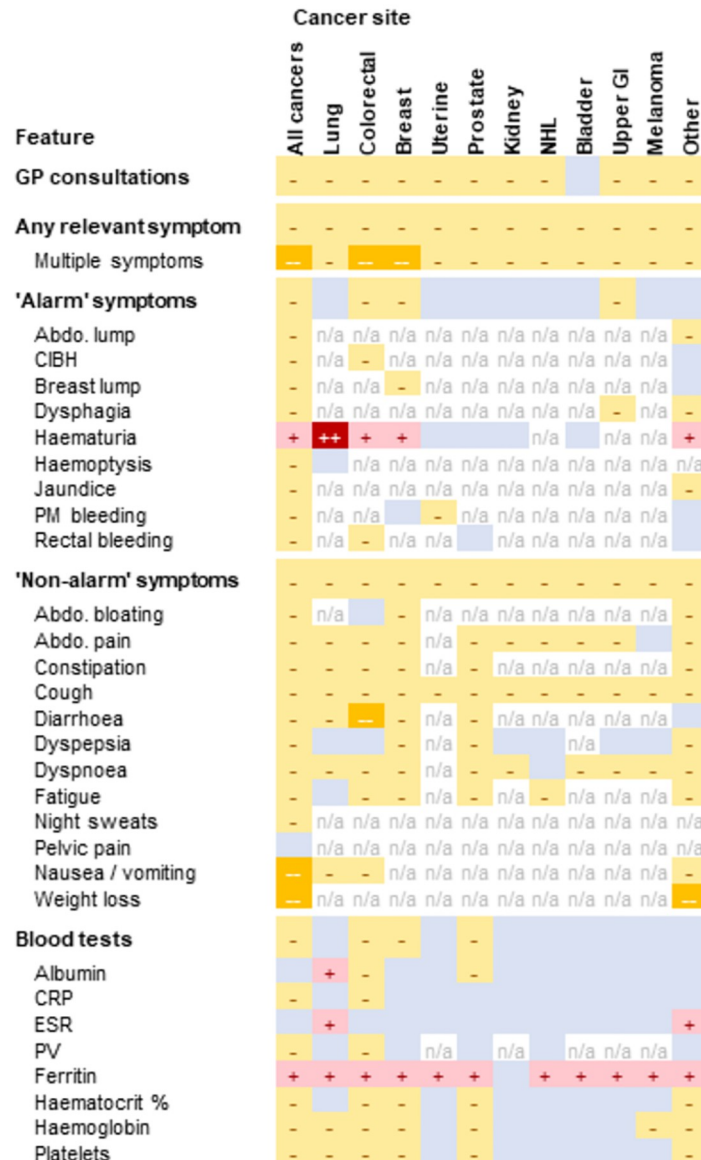 Cancer site
Feature All cancers Lung Colorectal Breast Uterine Prostate Kidney NHL Bladder Upper GI Melanoma Other
GP consultations - - - - - - - - - - -
Any relevant symptom - - - - - - - - - - - -
Multiple symptoms -- - -- -- - - - - - - - -
'Alarm' symptoms - - - -
Abdo. lump - n/a n/a n/a n/a n/a n/a n/a n/a n/a n/a -
CIBH - n/a - n/a n/a n/a n/a n/a n/a n/a n/a
Breast lump - n/a n/a - n/a n/a n/a n/a n/a n/a n/a
Dysphagia - n/a n/a n/a n/a n/a n/a n/a n/a - n/a -
Haematuria + ++ + + n/a n/a n/a +
Haemoptysis - n/a n/a n/a n/a n/a n/a n/a n/a n/a n/a
Jaundice - n/a n/a n/a n/a n/a n/a n/a n/a n/a n/a -
PM bleeding - n/a n/a - n/a n/a n/a n/a n/a n/a
Rectal bleeding - n/a - n/a n/a n/a n/a n/a n/a n/a
'Non-alarm' symptoms - - - - - - - - - - - -
Abdo. bloating - n/a - n/a n/a n/a n/a n/a n/a n/a -
Abdo. pain - - - - n/a - - - - - -
Constipation - - - - n/a - n/a n/a n/a n/a n/a -
Cough - - - - - - - - - - - -
Diarrhoea - - -- - n/a - n/a n/a n/a n/a n/a
Dyspepsia - - n/a - n/a -
Dyspnoea - - - - n/a - - - - - -
Fatigue - - - n/a - n/a - n/a n/a n/a -
Night sweats - n/a n/a n/a n/a n/a n/a n/a n/a n/a n/a n/a
Pelvic pain n/a n/a n/a n/a n/a n/a n/a n/a n/a n/a n/a
Nausea / vomiting -- - - n/a n/a n/a n/a n/a n/a n/a n/a -
Weight loss -- n/a n/a n/a n/a n/a n/a n/a n/a n/a n/a --
Blood tests - - - -
Albumin + - -
CRP - -
ESR + +
PV - - n/a n/a n/a n/a n/a
Ferritin + + + + + + + + + + +
Haematocrit % - - - - -
Haemoglobin - - - - - - -
Platelets - - - - - -